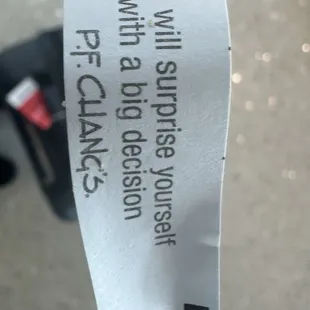 will surprise yourself
with a big decision
P.F. CHANG'S.